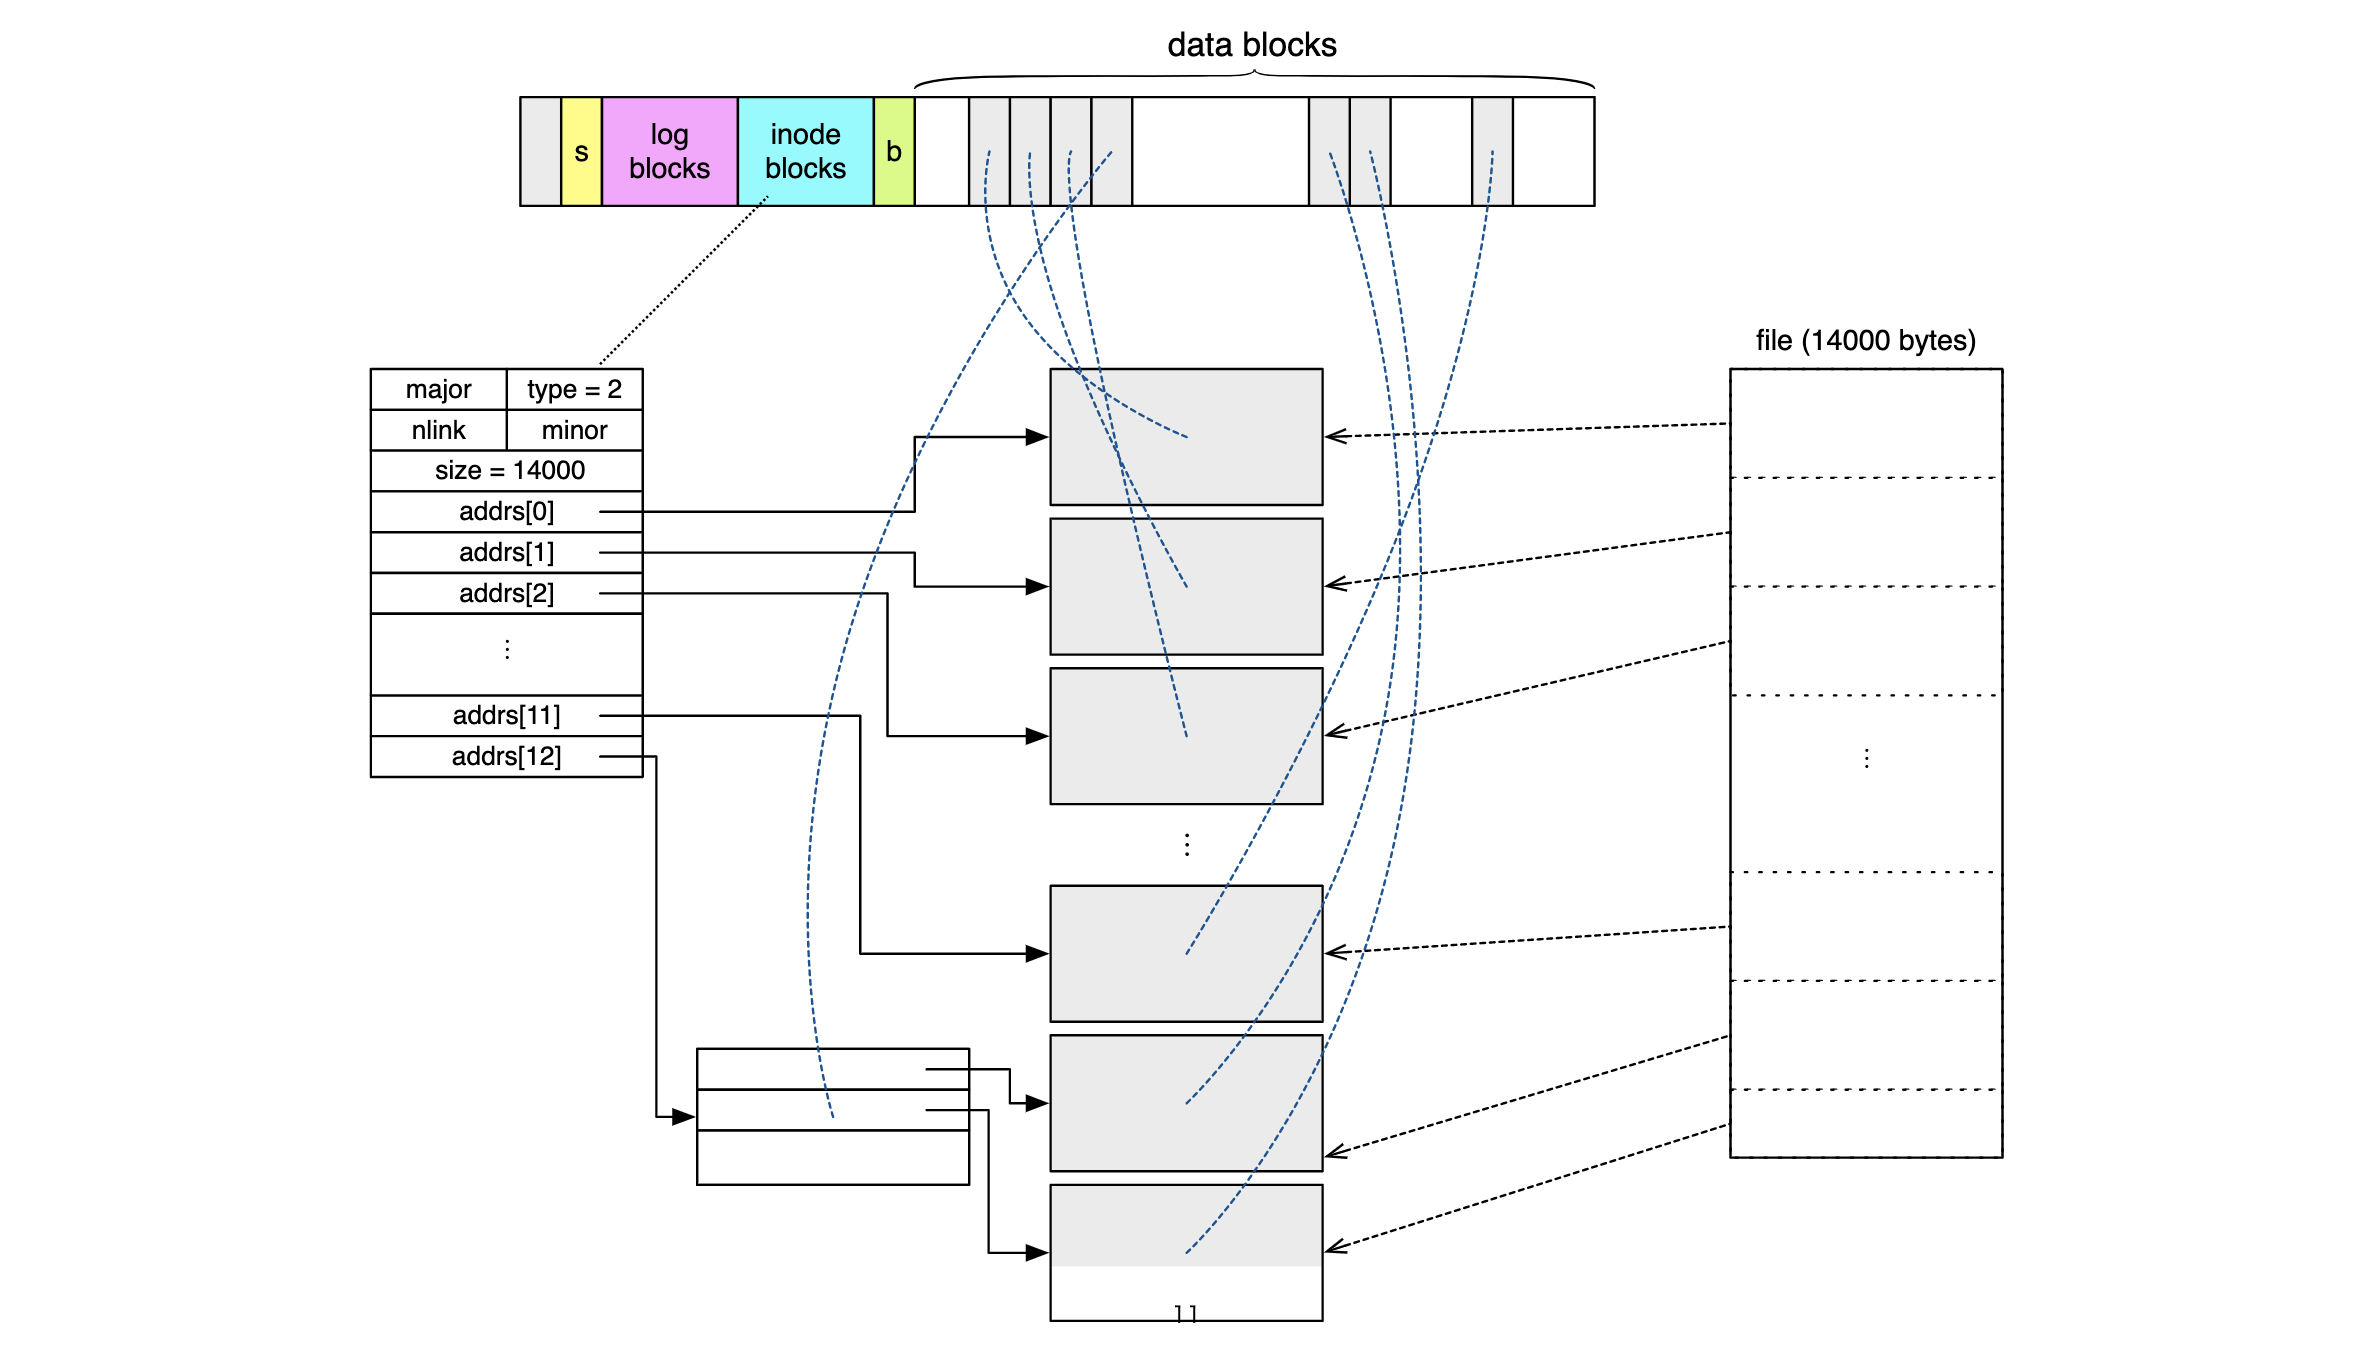 data blocks
s
log
blocks
inode
blocks
b
file (14000 bytes)
major
type = 2
nlink
minor
size = 14000
addrs[0]
addrs[1]
addrs[2]
⋮
addrs[11]
addrs[12]
⋮
⋮
]]